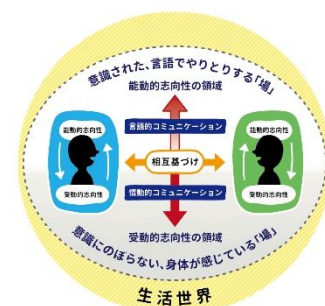 意識された、言語でやりとりする「場」
能動的志向性の領域
能動的志向性
言語的コミュニケーション
能動的志向性
相互基づけ
受動的志向性
情動的コミュニケーション
受動的志向性
受動的志向性の領域
意識にのぼらない、身体が感じている「場」
生活世界